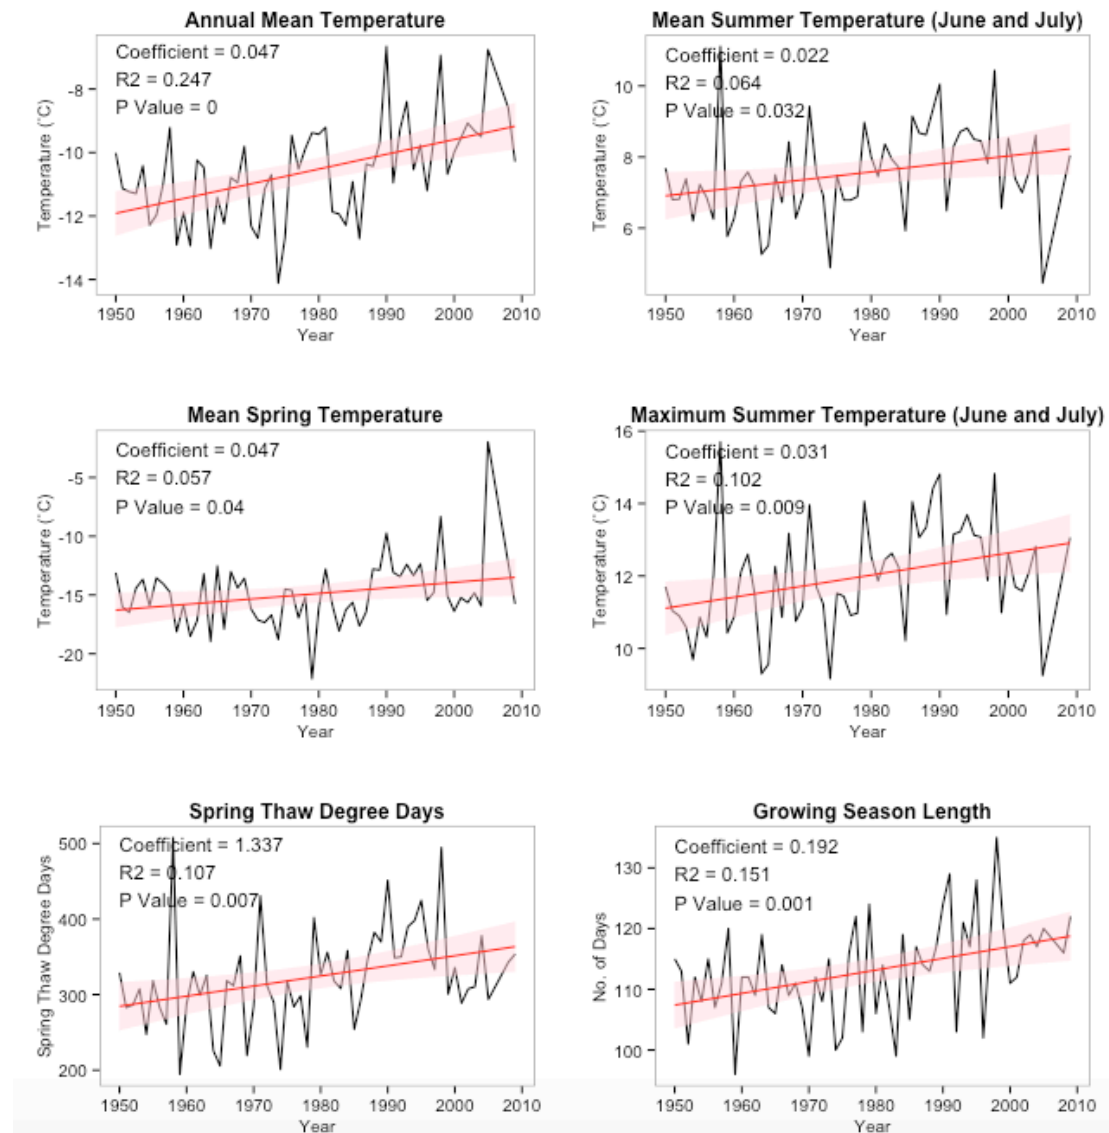 Annual Mean Temperature
Coefficient = 0.047
R2 = 0.247
P Value = 0
Temperature (˚C)
-8
-10
-12
-14
1950 1960 1970 1980 1990 2000 2010
Year
Mean Summer Temperature (June and July)
Coefficient = 0.022
R2 = 0.064
P Value = 0.032
Temperature (˚C)
10
8
6
1950 1960 1970 1980 1990 2000 2010
Year
Mean Spring Temperature
Coefficient = 0.047
R2 = 0.057
P Value = 0.04
Temperature (˚C)
-5
-10
-15
-20
1950 1960 1970 1980 1990 2000 2010
Year
Maximum Summer Temperature (June and July)
Coefficient = 0.031
R2 = 0.102
P Value = 0.009
Temperature (˚C)
16
14
12
10
1950 1960 1970 1980 1990 2000 2010
Year
Spring Thaw Degree Days
Coefficient = 1.337
R2 = 0.107
P Value = 0.007
Spring Thaw Degree Days
500
400
300
200
1950 1960 1970 1980 1990 2000 2010
Year
Growing Season Length
Coefficient = 0.192
R2 = 0.151
P Value = 0.001
No. of Days
130
120
110
100
1950 1960 1970 1980 1990 2000 2010
Year